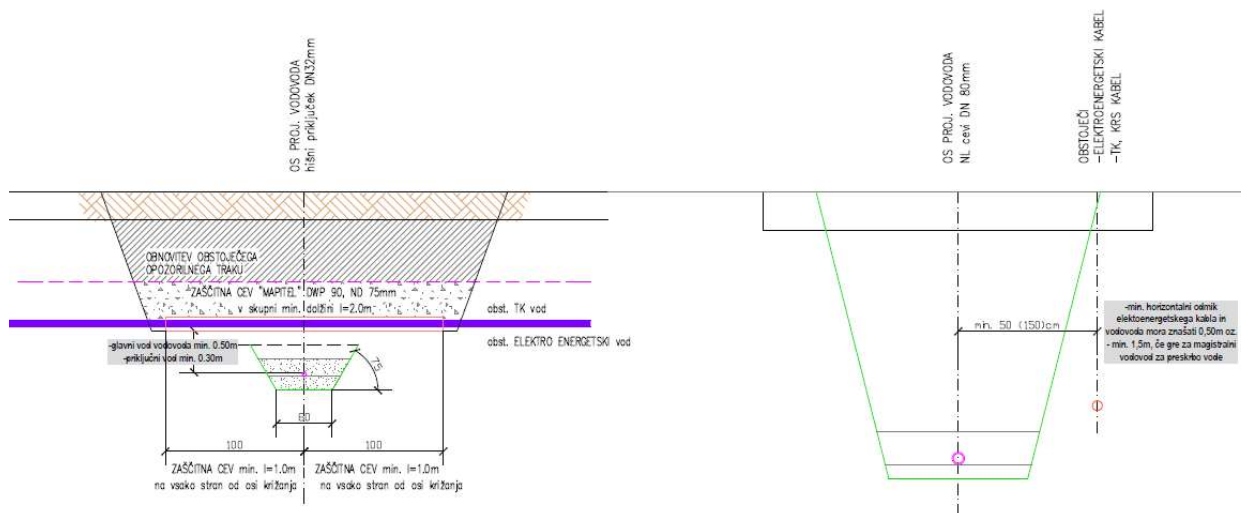 OS PROJ. VODOVODA
hišni priključek DN32mm
OBNOVITEV OBSTOJEČEGA
OPOZORILNEGA TRAKU
ZAŠČITNA CEV "MAPITEL" DWP 90, ND 75mm
v skupni min. dolžini l=2.0m
obst. TK vod
obst. ELEKTRO ENERGETSKI vod
-glavni vod vodovoda min. 0.50m
-priključni vod min. 0.30m
75
60
100
100
ZAŠČITNA CEV min. l=1.0m
na vsako stran od osi križanja
ZAŠČITNA CEV min. l=1.0m
na vsako stran od osi križanja
OS PROJ. VODOVODA
NL cevi DN 80mm
OBSTOJEČI
-ELEKTROENERGETSKI KABEL
-TK, KRS KABEL
min. 50 (150)cm
-min. horizontalni odmik
elektoenergetskega kabla in
vodovoda mora znašati 0,50m oz.
- min. 1,5m, če gre za magistralni
vodovod za preskrbo vode